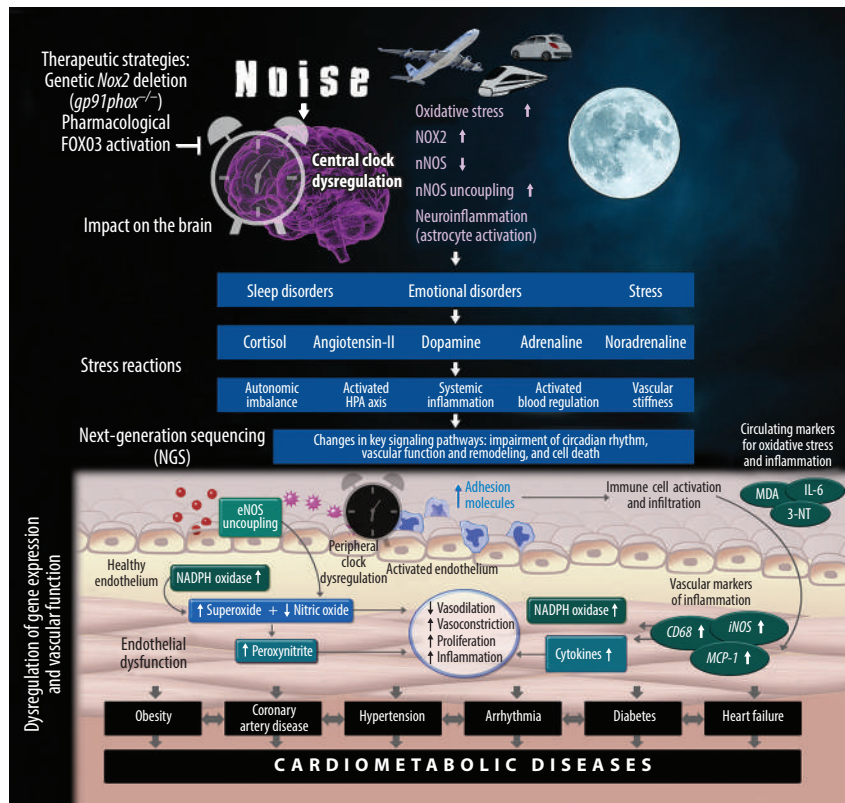 Therapeutic strategies:
Genetic Nox2 deletion
(gp91phox−/−)
Pharmacological
FOX03 activation
Noise
Central clock
dysregulation
Oxidative stress ↑
NOX2 ↑
nNOS ↓
nNOS uncoupling ↑
Neuroinflammation
(astrocyte activation)
Impact on the brain
Sleep disorders Emotional disorders Stress
Cortisol Angiotensin-II Dopamine Adrenaline Noradrenaline
Stress reactions
Autonomic
imbalance
Activated
HPA axis
Systemic
inflammation
Activated
blood regulation
Vascular
stiffness
Next-generation sequencing
(NGS)
Changes in key signaling pathways: impairment of circadian rhythm,
vascular function and remodeling, and cell death
Circulating markers
for oxidative stress
and inflammation
MDA
IL-6
3-NT
Dysregulation of gene expression
and vascular function
eNOS
uncoupling
↑ Adhesion
molecules
Immune cell activation
and infiltration
Peripheral
clock
dysregulation
Activated endothelium
Healthy
endothelium
NADPH oxidase ↑
↑ Superoxide + ↓ Nitric oxide
Endothelial
dysfunction
↑ Peroxynitrite
↓ Vasodilation
↑ Vasoconstriction
↑ Proliferation
↑ Inflammation
NADPH oxidase ↑
Cytokines ↑
Vascular markers
of inflammation
CD68 ↑
iNOS ↑
MCP-1 ↑
Obesity
Coronary
artery disease
Hypertension
Arrhythmia
Diabetes
Heart failure
CARDIOMETABOLIC DISEASES